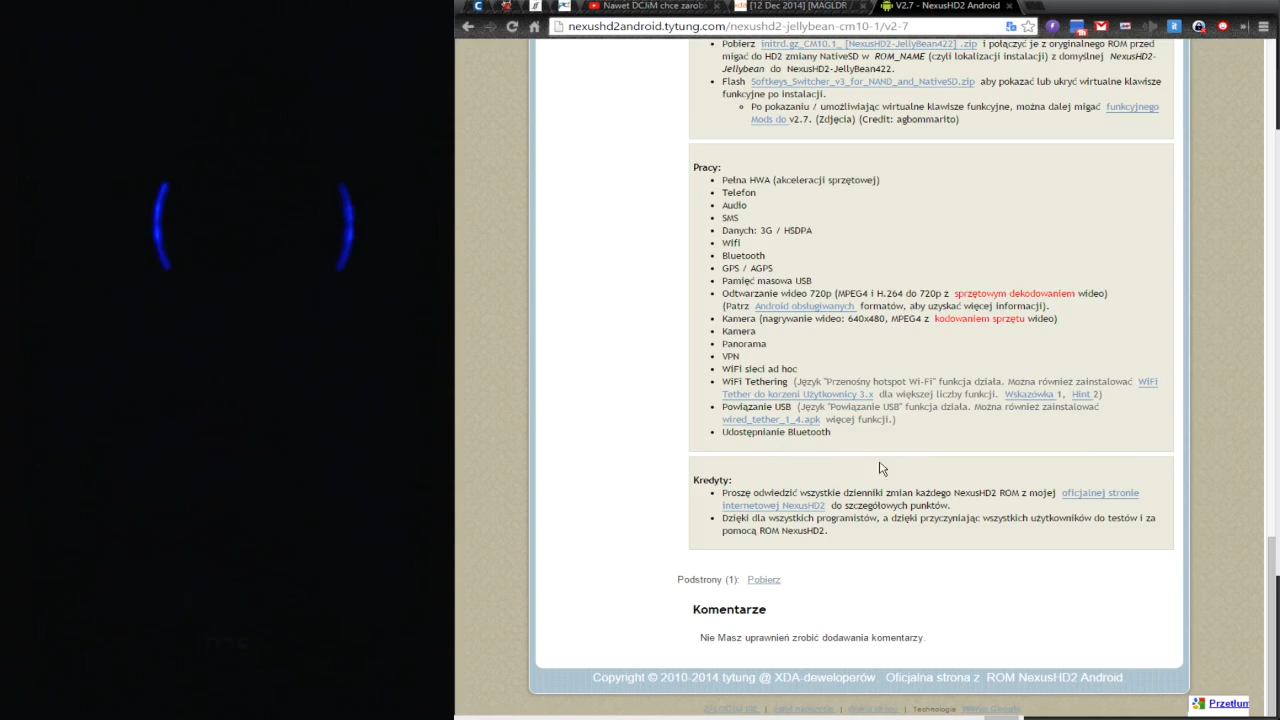 Nawet DCJiM chce zarob
[12 Dec 2014] [MAGLDR /
V2.7 - NexusHD2 Android
nexushd2android.tytung.com/nexushd2-jellybean-cm10-1/v2-7
Pobierz initrd.gz_CM10.1_ [NexusHD2-JellyBean422] .zip i połączyć je z oryginalnego ROM przed
migać do HD2 zmiany NativeSD w ROM_NAME (czyli lokalizacji instalacji) z domyślnej NexusHD2-
Jellybean do NexusHD2-JellyBean422.
Flash Softkeys_Switcher_v3_for_NAND_and_NativeSD.zip aby pokazać lub ukryć wirtualne klawisze
funkcyjne po instalacji.
Po pokazaniu / umożliwiając wirtualne klawisze funkcyjne, można dalej migać funkcyjnego
Mods do v2.7. (Zdjęcia) (Credit: agbommarito)
Pracy:
Pełna HWA (akceleracji sprzętowej)
Telefon
Audio
SMS
Danych: 3G / HSDPA
Wifi
Bluetooth
GPS / AGPS
Pamięć masowa USB
Odtwarzanie wideo 720p (MPEG4 i H.264 do 720p z sprzętowym dekodowaniem wideo)
(Patrz Android obsługiwanych formatów, aby uzyskać więcej informacji).
Kamera (nagrywanie wideo: 640x480, MPEG4 z kodowaniem sprzętu wideo)
Kamera
Panorama
VPN
WiFi sieci ad hoc
WiFi Tethering (Język "Przenośny hotspot Wi-Fi" funkcja działa. Można również zainstalować WiFi
Tether do korzeni Użytkownicy 3.x dla większej liczby funkcji. Wskazówka 1, Hint 2)
Powiązanie USB (Język "Powiązanie USB" funkcja działa. Można również zainstalować
wired_tether_1_4.apk więcej funkcji.)
Udostępnianie Bluetooth
Kredyty:
Proszę odwiedzić wszystkie dzienniki zmian każdego NexusHD2 ROM z mojej oficjalnej stronie
internetowej NexusHD2 do szczegółowych punktów.
Dzięki dla wszystkich programistów, a dzięki przyczyniając wszystkich użytkowników do testów i za
pomocą ROM NexusHD2.
Podstrony (1): Pobierz
Komentarze
Nie Masz uprawnień zrobić dodawania komentarzy.
Copyright © 2010-2014 tytung @ XDA-deweloperów Oficjalna strona z ROM NexusHD2 Android
| | | Technologia
Przetłum